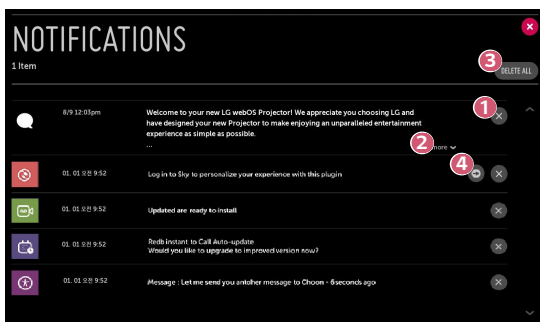 NOTIFICATIONS
1 Item
3
DELETE ALL
8/9 12:03pm
Welcome to your new LG webOS Projector! We appreciate you choosing LG and
have designed your new Projector to make enjoying an unparalleled entertainment
experience as simple as possible.
...
1
2
more
4
01. 01 오전 9:52
Log in to Sky to personalize your experience with this plugin
01. 01 오전 9:52
Updated are ready to install
01. 01 오전 9:52
Redb instant to Call Auto-update
Would you like to upgrade to improved version now?
01. 01 오전 9:52
Message : Let me send you antoher message to Choon - 6seconds ago